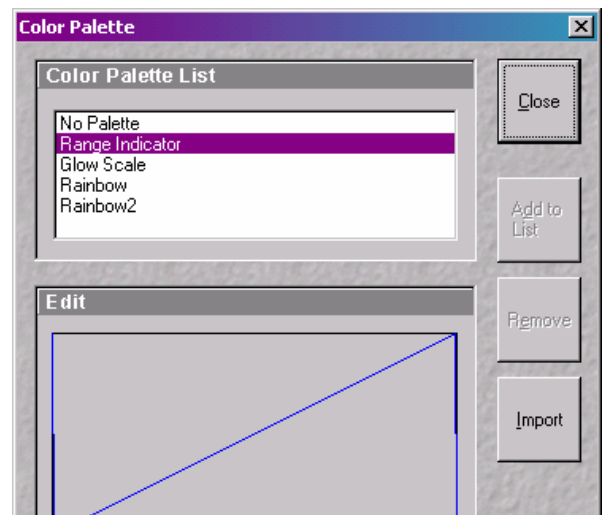 Color Palette
Color Palette List
No Palette
Range Indicator
Glow Scale
Rainbow
Rainbow2
Close
Add to
List
Edit
Remove
Import